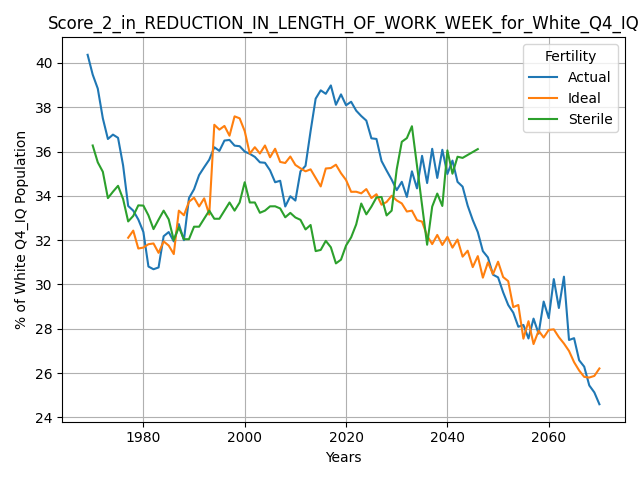 Score_2_in_REDUCTION_IN_LENGTH_OF_WORK_WEEK_for_White_Q4_IQ
Fertility
Actual
Ideal
Sterile
% of White Q4_IQ Population
40
38
36
34
32
30
28
26
24
1980
2000
2020
2040
2060
Years